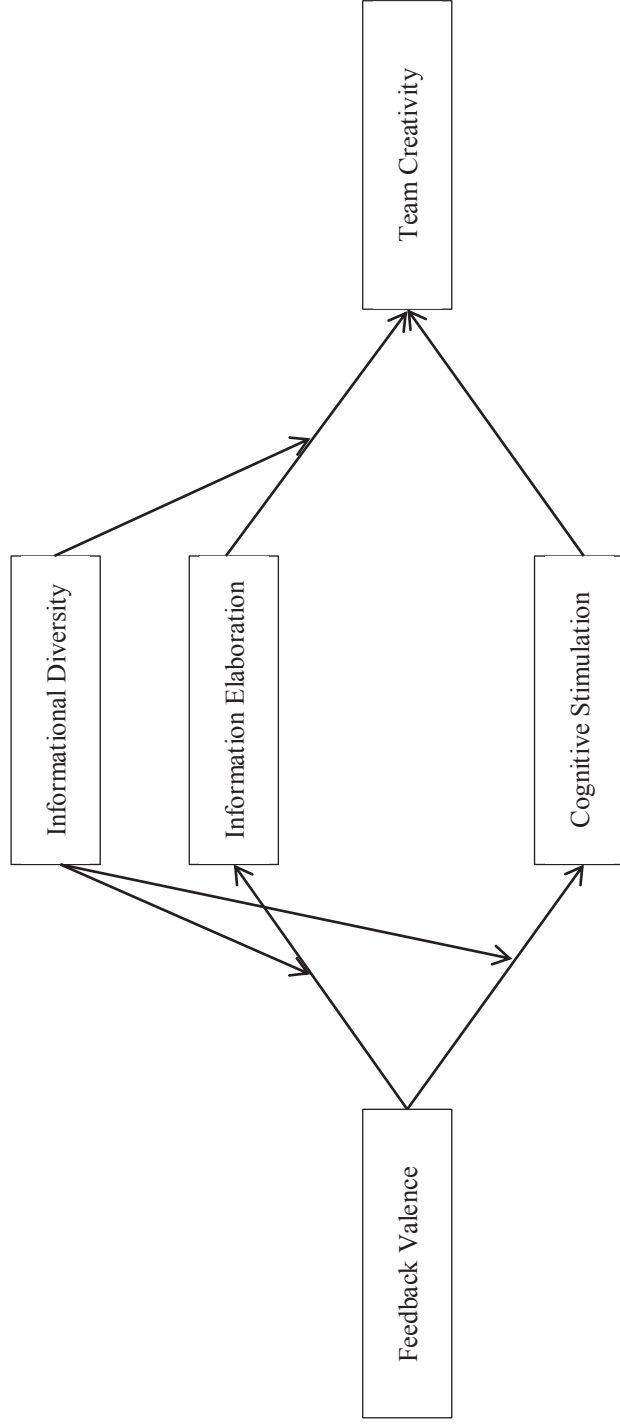 Informational Diversity
Information Elaboration
Feedback Valence
Team Creativity
Cognitive Stimulation